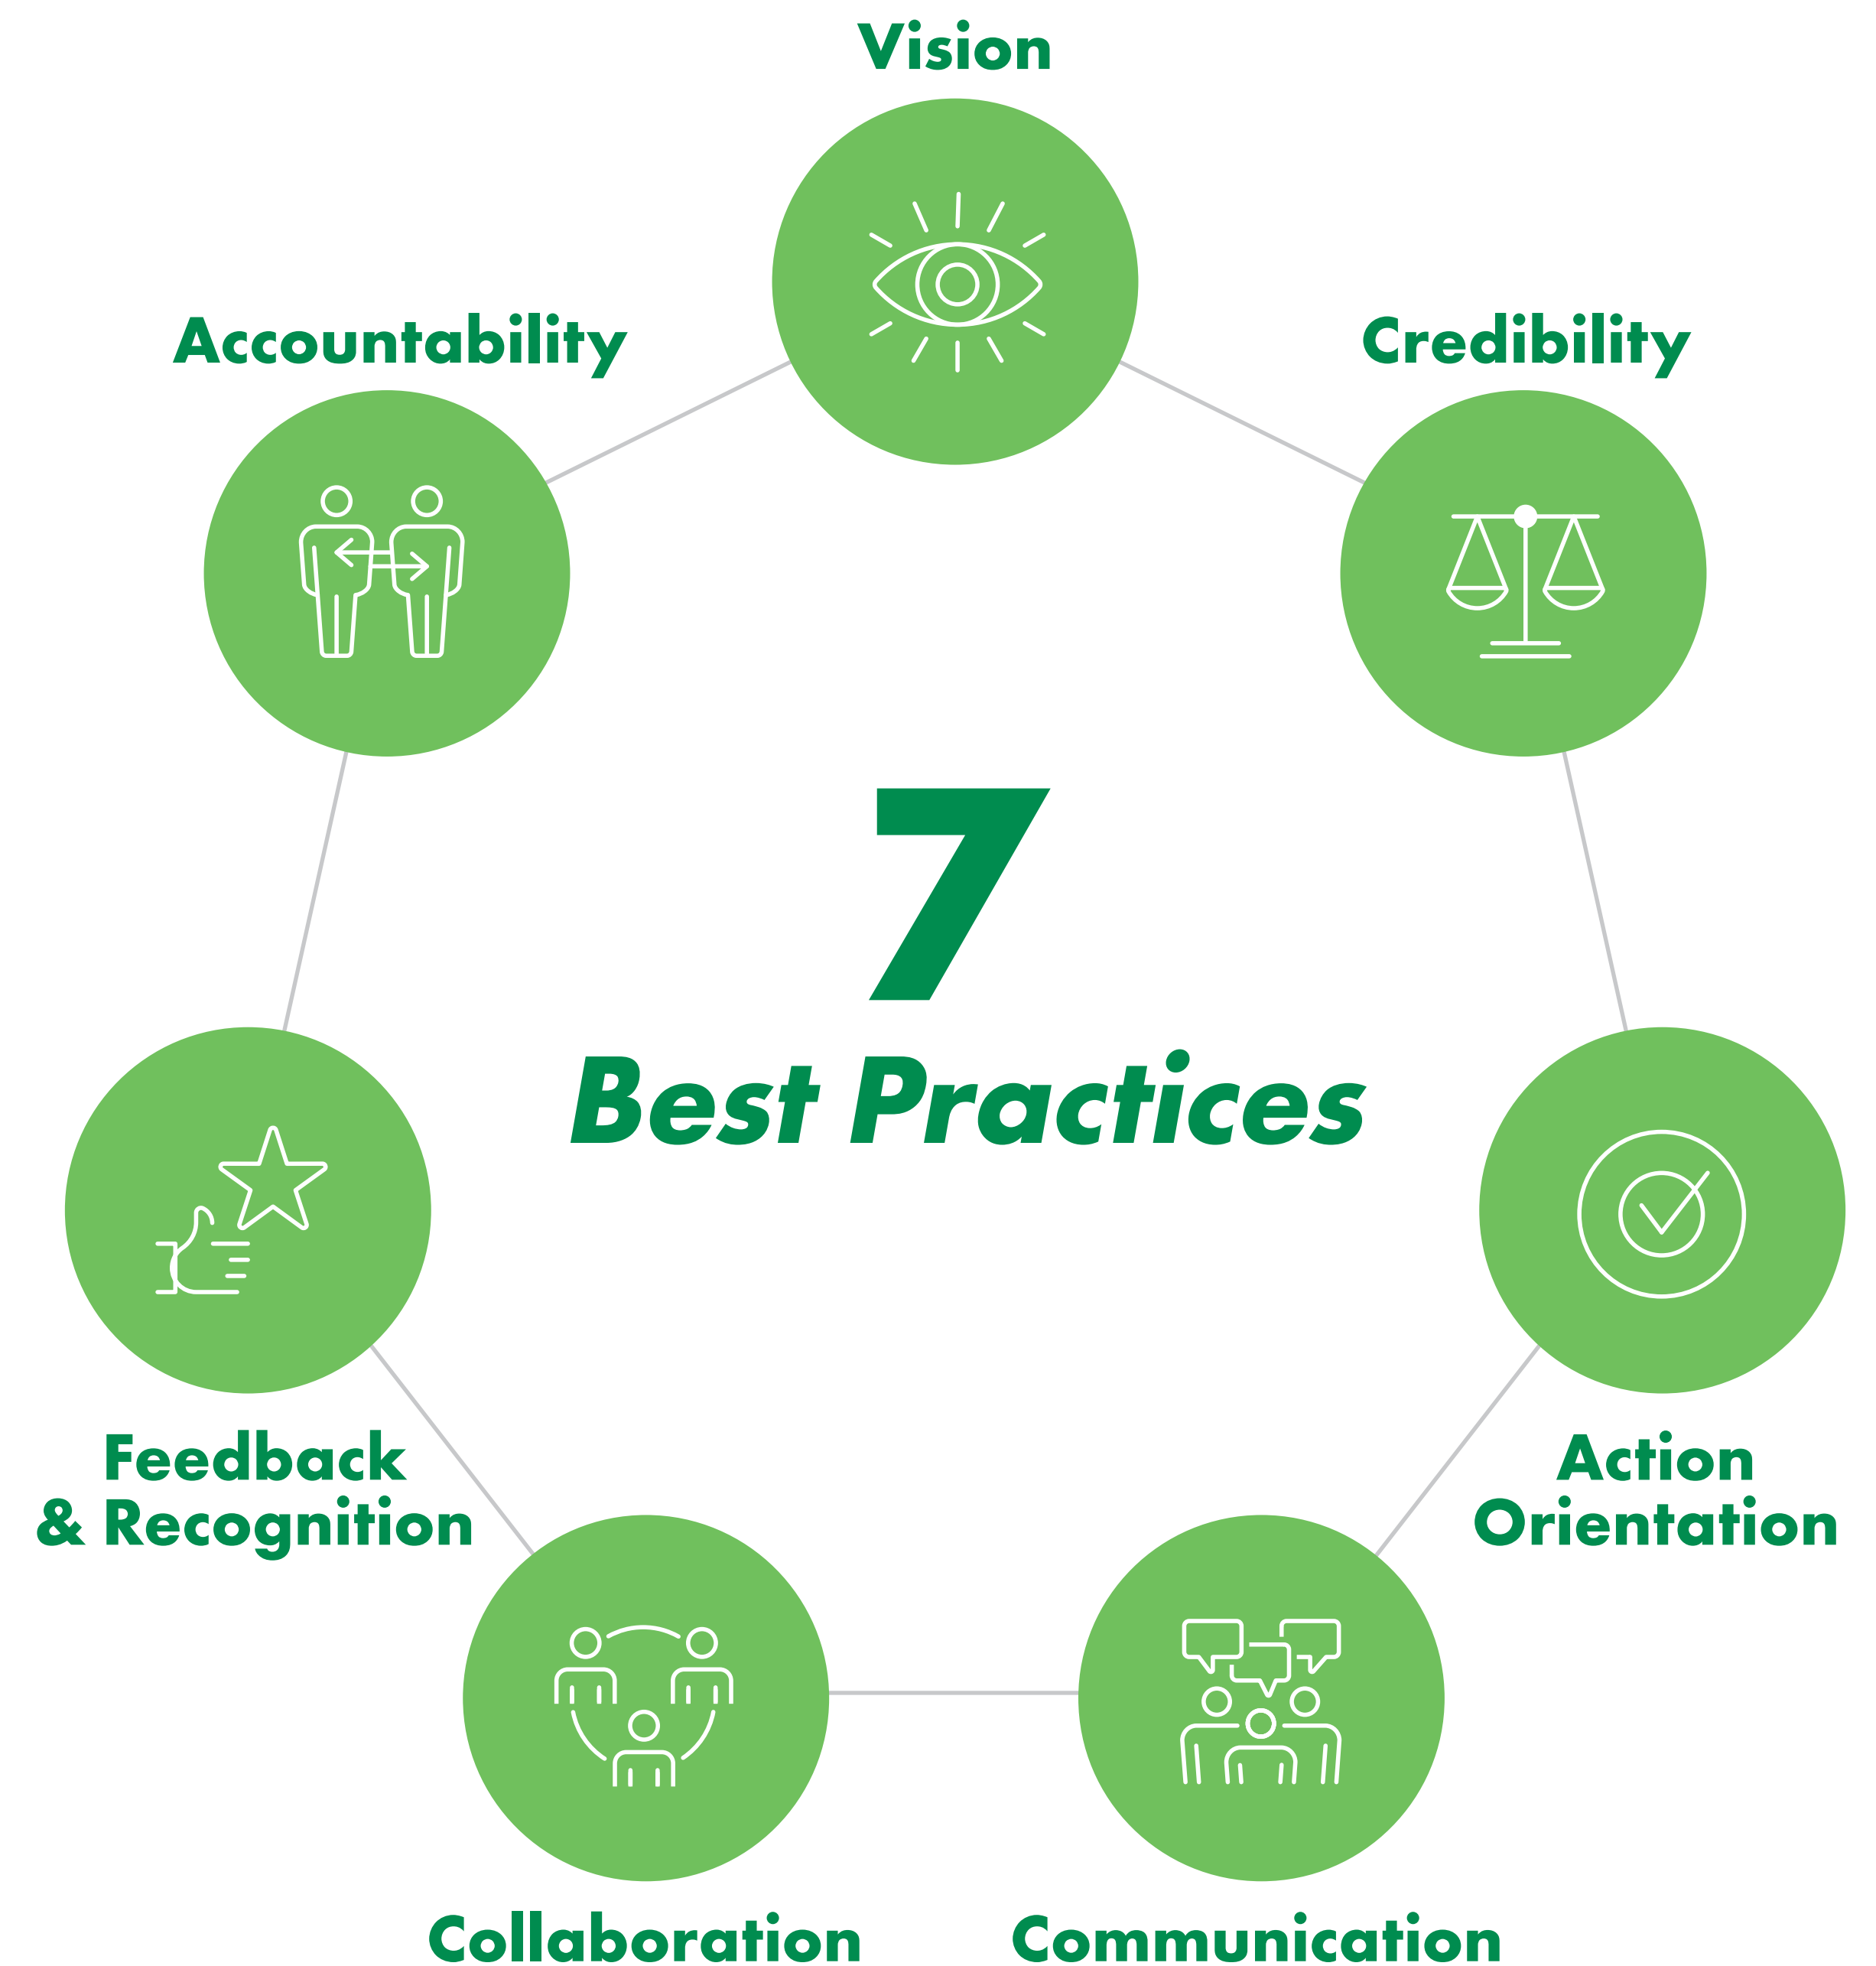 Vision
Accountability
Credibility
7
Best Practices
Feedback
& Recognition
Action
Orientation
Collaboration
Communication